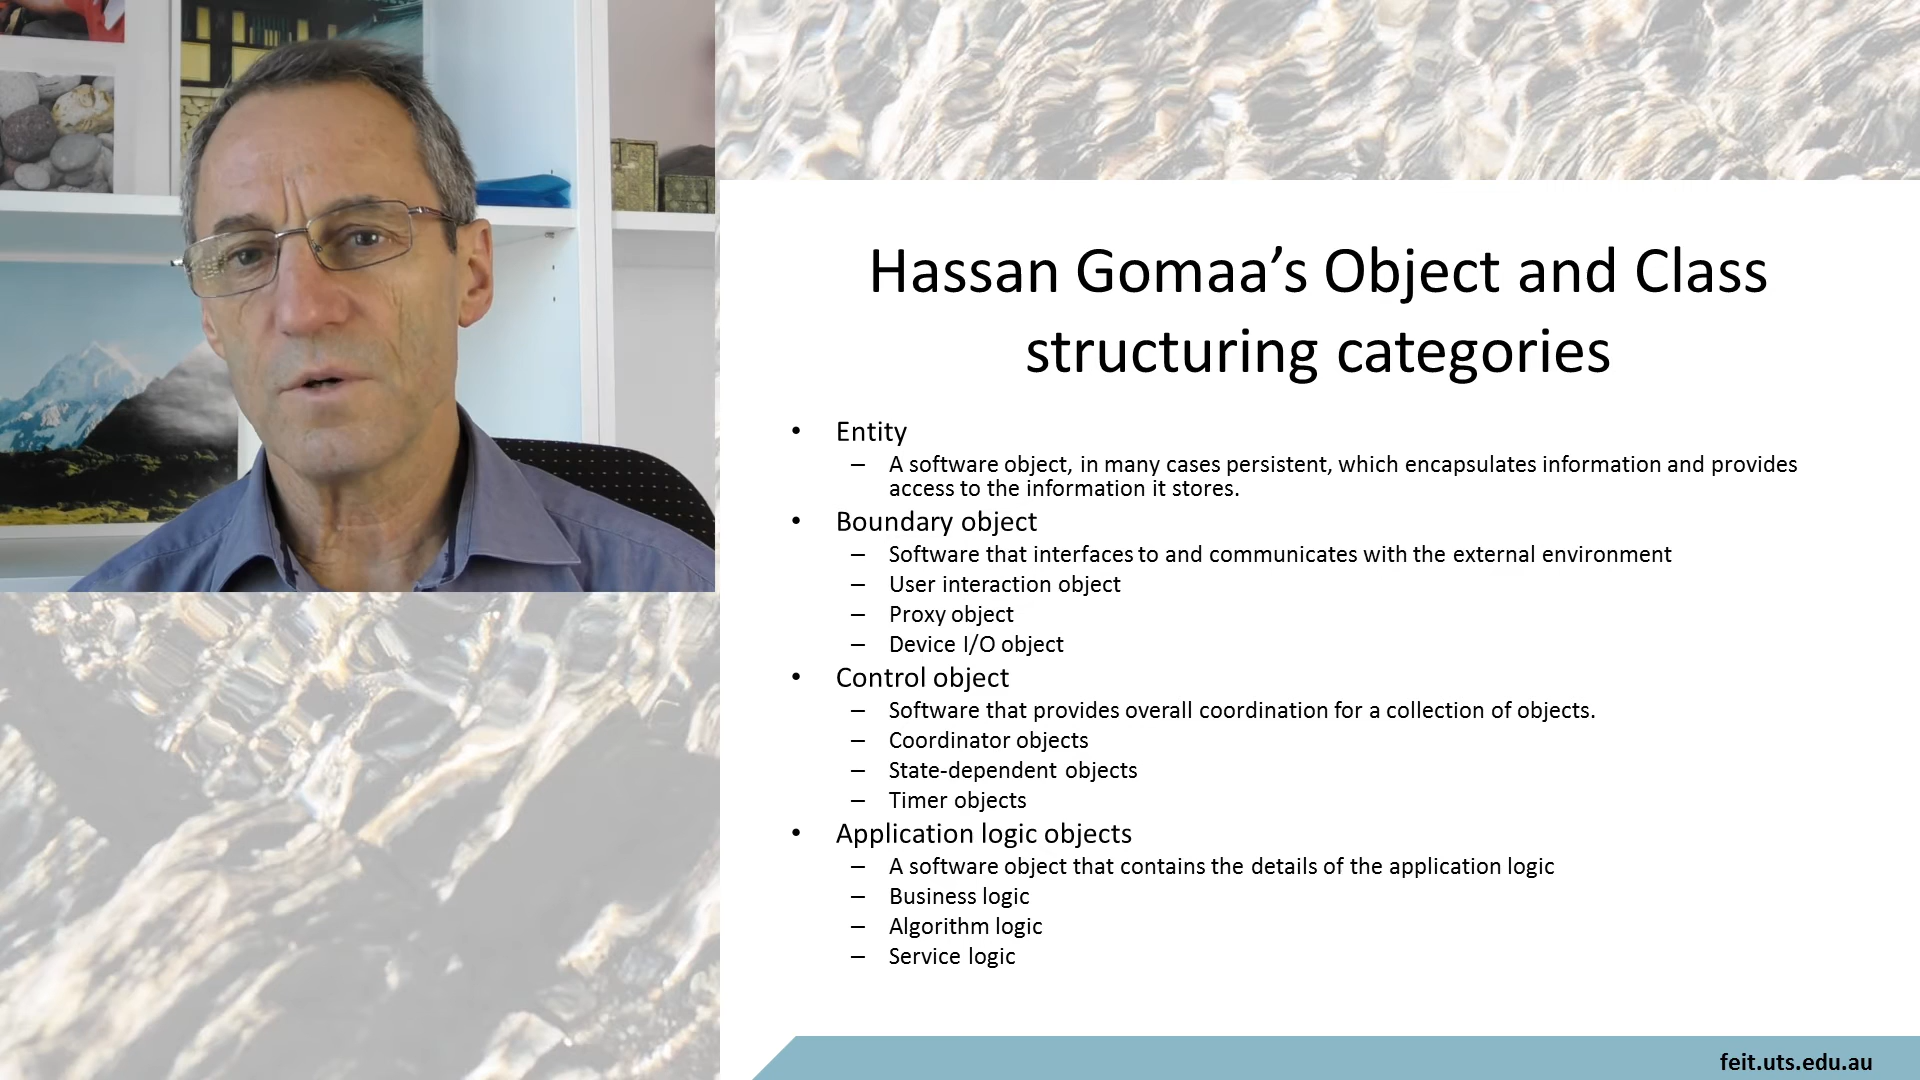 Hassan Gomaa’s Object and Class
structuring categories
• Entity
– A software object, in many cases persistent, which encapsulates information and provides
access to the information it stores.
• Boundary object
– Software that interfaces to and communicates with the external environment
– User interaction object
– Proxy object
– Device I/O object
• Control object
– Software that provides overall coordination for a collection of objects.
– Coordinator objects
– State-dependent objects
– Timer objects
• Application logic objects
– A software object that contains the details of the application logic
– Business logic
– Algorithm logic
– Service logic
feit.uts.edu.au